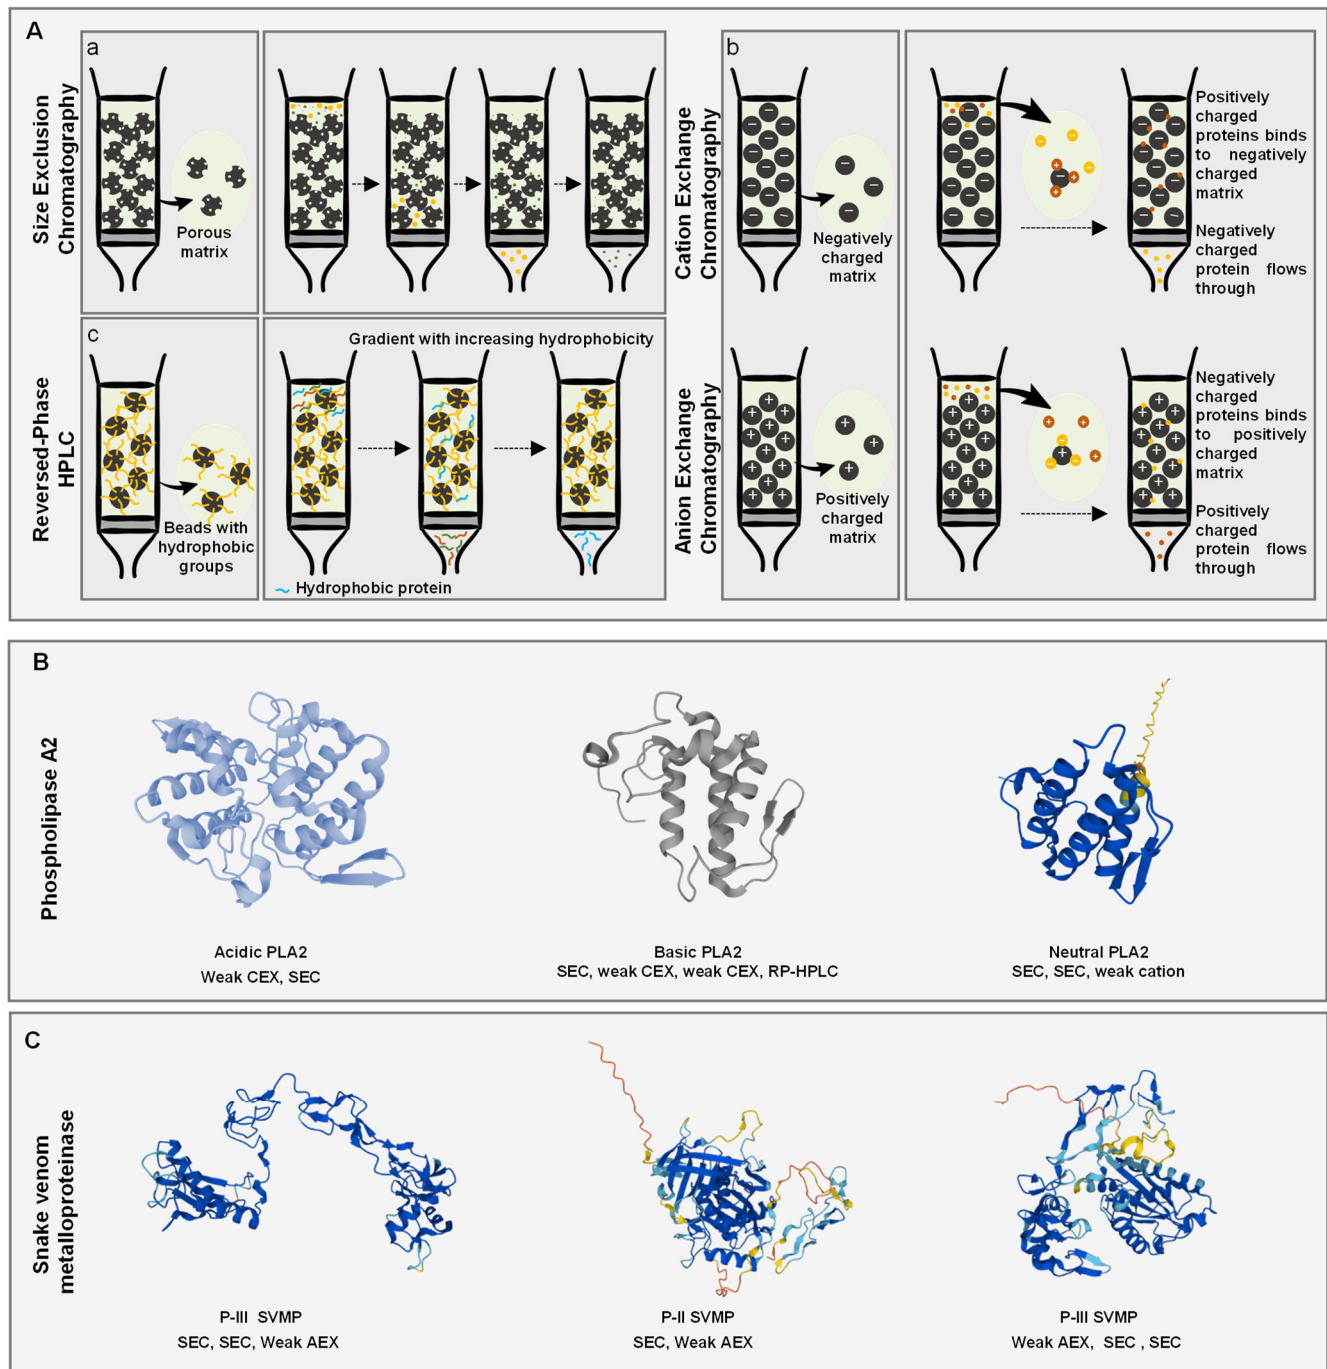 A
a
Size Exclusion
Chromatography
Porous
matrix
b
Cation Exchange
Chromatography
Negatively
charged
matrix
Positively
charged
proteins binds
to negatively
charged
matrix
Negatively
charged
protein flows
through
c
Reversed-Phase
HPLC
Beads with
hydrophobic
groups
Gradient with increasing hydrophobicity
Hydrophobic protein
Anion Exchange
Chromatography
Positively
charged
matrix
Negatively
charged
proteins binds
to positively
charged
matrix
Positively
charged
protein flows
through
B
Phospholipase A2
Acidic PLA2
Weak CEX, SEC
Basic PLA2
SEC, weak CEX, weak CEX, RP-HPLC
Neutral PLA2
SEC, SEC, weak cation
C
Snake venom
metalloproteinase
P-III SVMP
SEC, SEC, Weak AEX
P-II SVMP
SEC, Weak AEX
P-III SVMP
Weak AEX, SEC , SEC